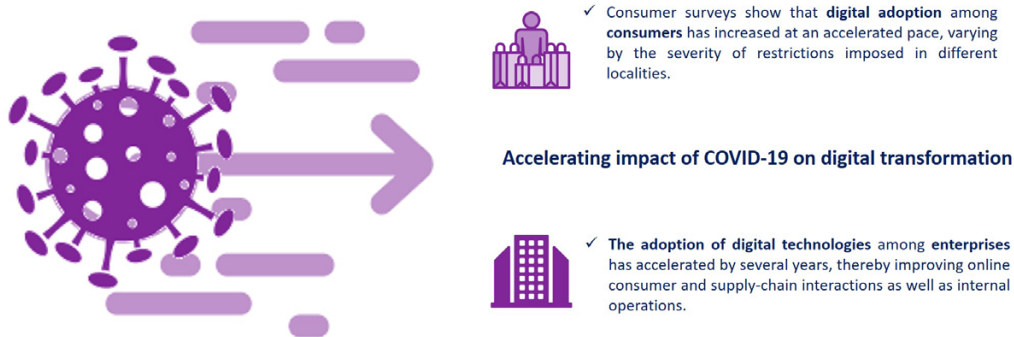 ✓ Consumer surveys show that digital adoption among
consumers has increased at an accelerated pace, varying
by the severity of restrictions imposed in different
localities.
Accelerating impact of COVID-19 on digital transformation
✓ The adoption of digital technologies among enterprises
has accelerated by several years, thereby improving online
consumer and supply-chain interactions as well as internal
operations.